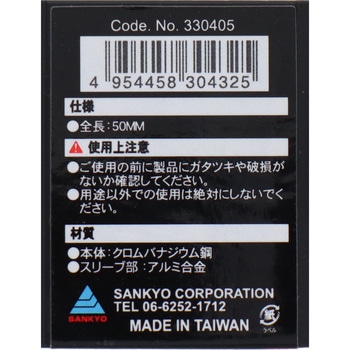 Code. No. 330405
4 954458 304325
仕様
●全長：50MM
使用上注意
●ご使用の前に製品にガタツキや破損が
ないか確認してください。
●用途以外での使用は絶対にしないでく
ださい。
材質
●本体：クロムバナジウム鋼
●スリーブ部：アルミ合金
SANKYO
SANKYO CORPORATION
TEL 06-6252-1712
MADE IN TAIWAN
紙
ラベル